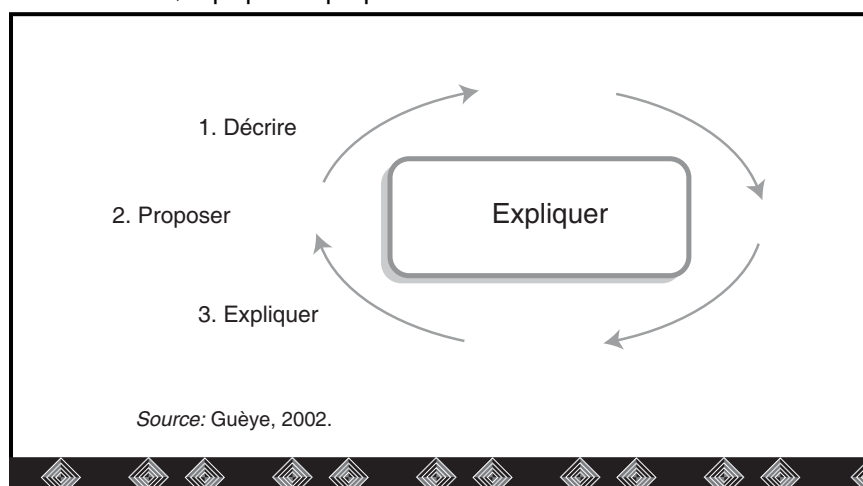 1. Décrire
2. Proposer
Expliquer
3. Expliquer
Source: Guèye, 2002.